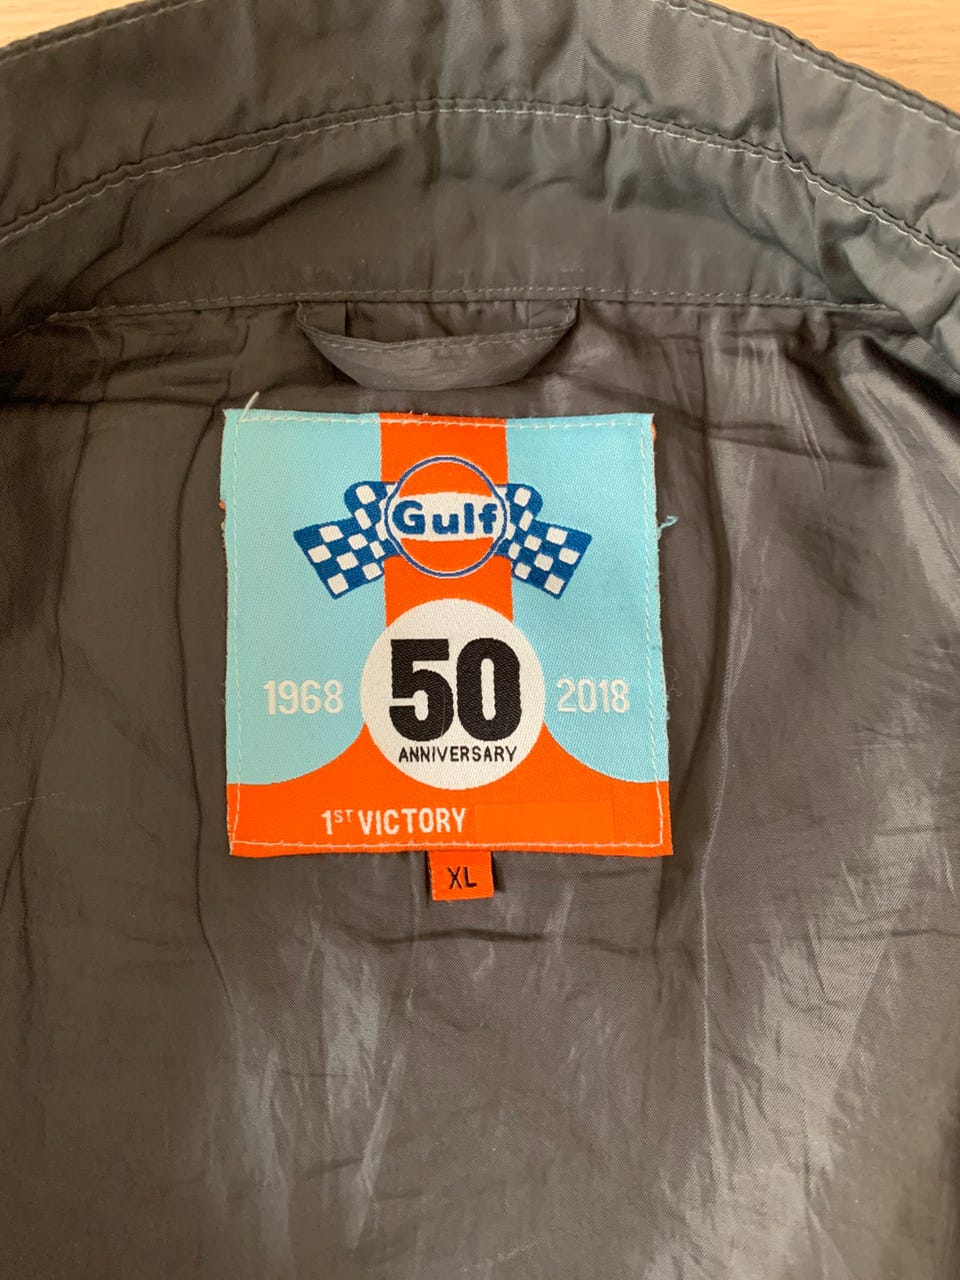 Gulf
1968 50 2018
ANNIVERSARY
1ST VICTORY
XL